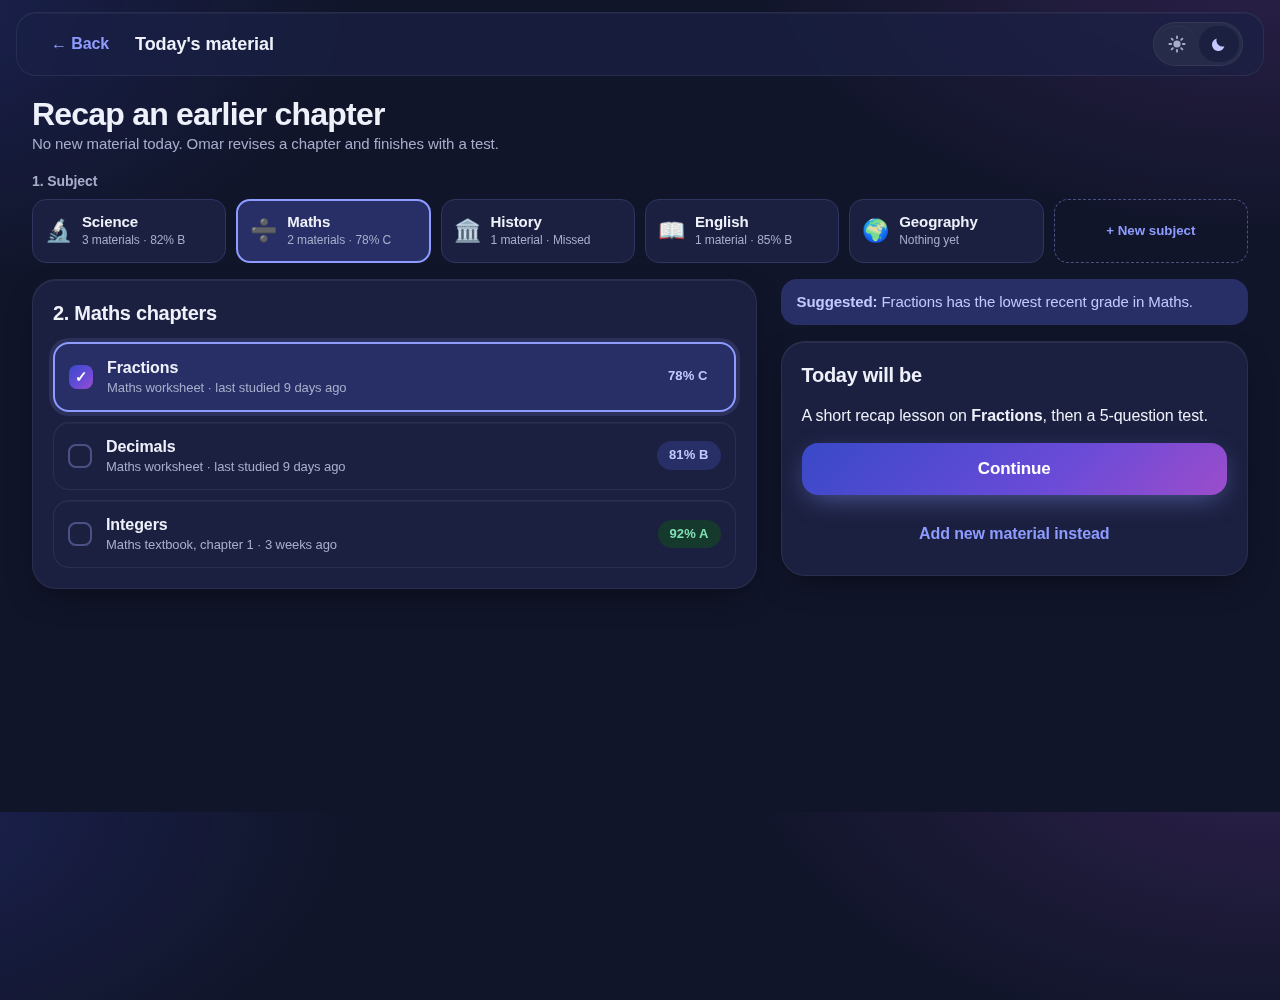 ← Back
Today's material
Recap an earlier chapter
No new material today. Omar revises a chapter and finishes with a test.
1. Subject
Science
3 materials · 82% B
Maths
2 materials · 78% C
History
1 material · Missed
English
1 material · 85% B
Geography
Nothing yet
+ New subject
2. Maths chapters
Fractions
Maths worksheet · last studied 9 days ago
78% C
Decimals
Maths worksheet · last studied 9 days ago
81% B
Integers
Maths textbook, chapter 1 · 3 weeks ago
92% A
Suggested: Fractions has the lowest recent grade in Maths.
Today will be
A short recap lesson on Fractions, then a 5-question test.
Continue
Add new material instead